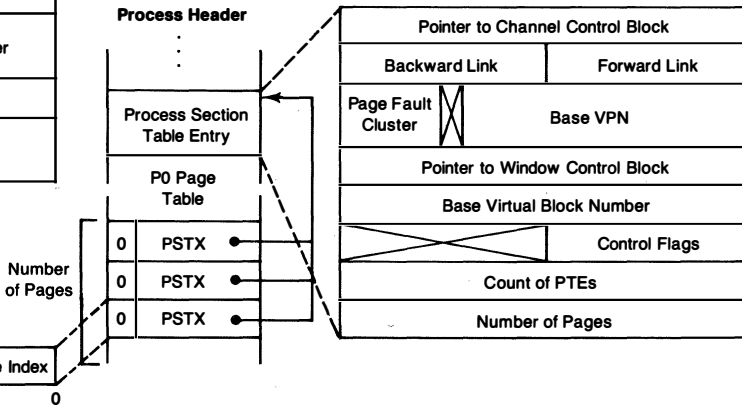 Process Header
Pointer to Channel Control Block
Backward Link
Forward Link
Process Section
Table Entry
Page Fault
Cluster
Base VPN
P0 Page
Table
Pointer to Window Control Block
Base Virtual Block Number
Number
of Pages
0 PSTX
0 PSTX
0 PSTX
Control Flags
Count of PTEs
Number of Pages
Index
0